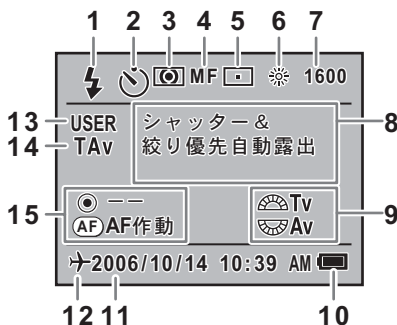 1 2 3 4 5 6 7
MF 1600
13 USER シャッター& 8
14 TAv 絞り優先自動露出
15 -- Tv 9
AF AF作動 Av
2006/10/14 10:39 AM
12 11 10